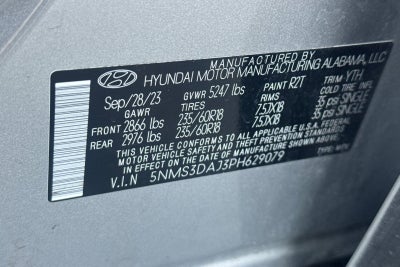 MANUFACTURED BY
HYUNDAI MOTOR MANUFACTURING ALABAMA, LLC
Sep/28/23 GVWR 5247 lbs PAINT R2T TRIM YTH
GAWR TIRES RIMS COLD TIRE INFL
FRONT 2866 lbs 235/60R18 7.5JX18 35 psi SINGLE
REAR 2976 lbs 235/60R18 7.5JX18 35 psi SINGLE
THIS VEHICLE CONFORMS TO ALL APPLICABLE U.S. FEDERAL
MOTOR VEHICLE SAFETY AND THEFT PREVENTION STANDARDS
IN EFFECT ON THE DATE OF MANUFACTURE SHOWN ABOVE.
V.I.N 5NMS3DAJ3PH629079